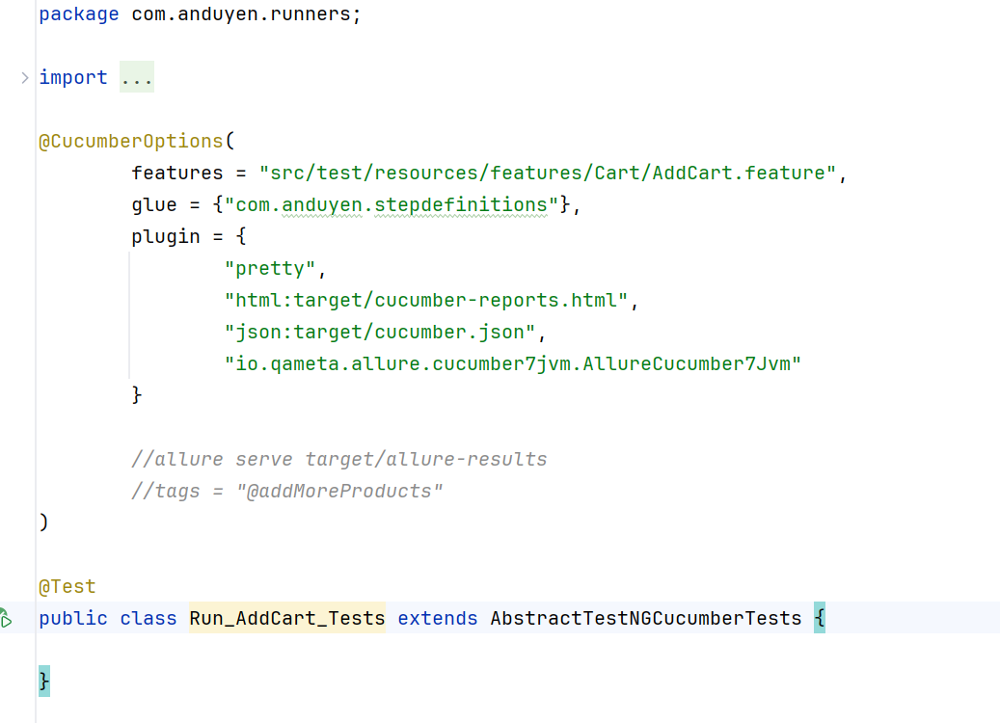 package com.anduyen.runners;
import ...
@CucumberOptions(
features = "src/test/resources/features/Cart/AddCart.feature",
glue = {"com.anduyen.stepdefinitions"},
plugin = {
"pretty",
"html:target/cucumber-reports.html",
"json:target/cucumber.json",
"io.qameta.allure.cucumber7jvm.AllureCucumber7Jvm"
}
//allure serve target/allure-results
//tags = "@addMoreProducts"
)
@Test
public class Run_AddCart_Tests extends AbstractTestNGCucumberTests {
}